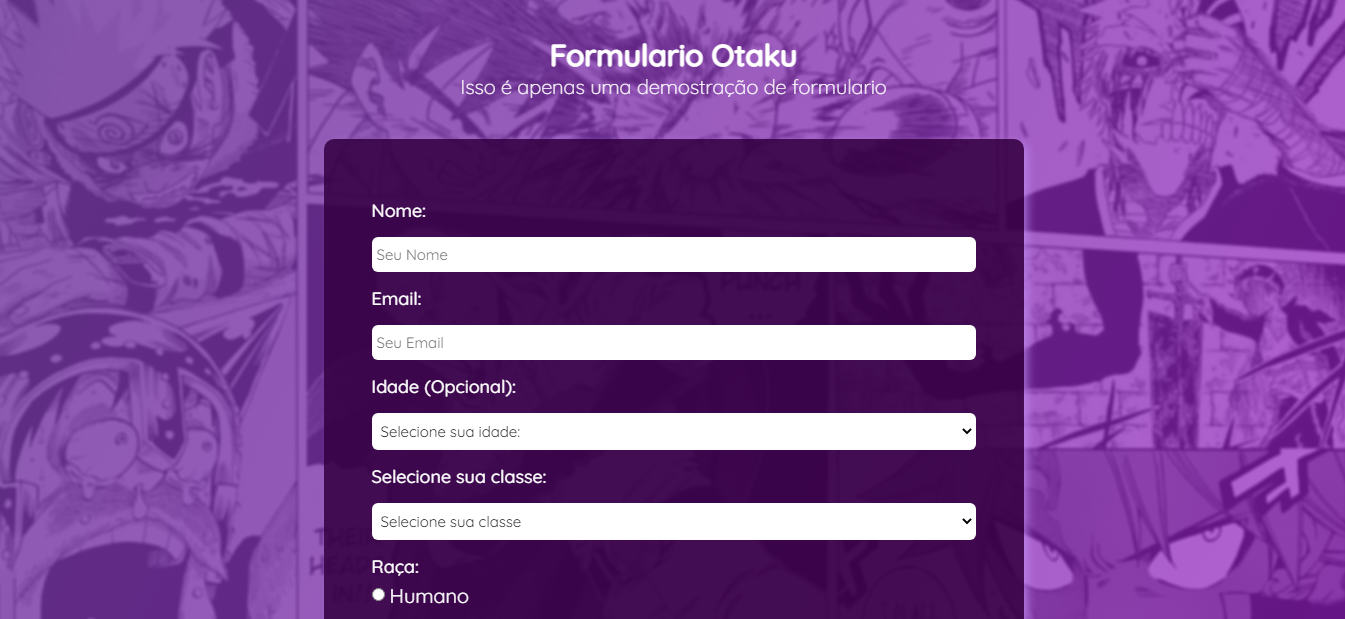 Formulario Otaku
Isso é apenas uma demostração de formulario
Nome:
Seu Nome
PUNCH
...
Email:
Seu Email
Idade (Opcional):
Selecione sua idade:
Selecione sua classe:
Selecione sua classe
Raça:
Humano